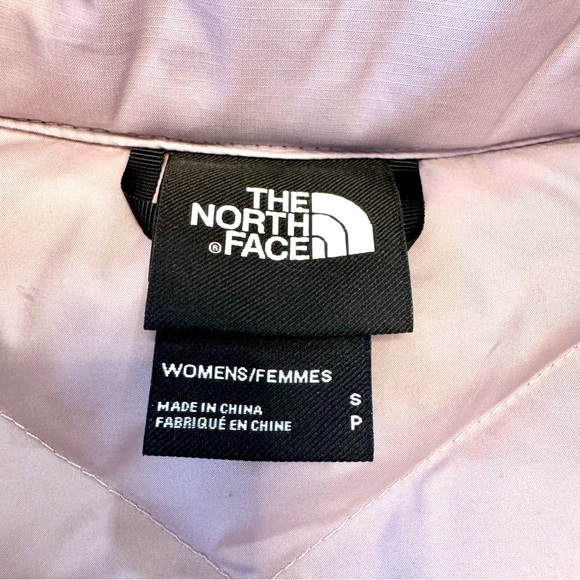 THE
NORTH
® FACE
WOMENS/FEMMES
S
MADE IN CHINA
FABRIQUÉ EN CHINE
P